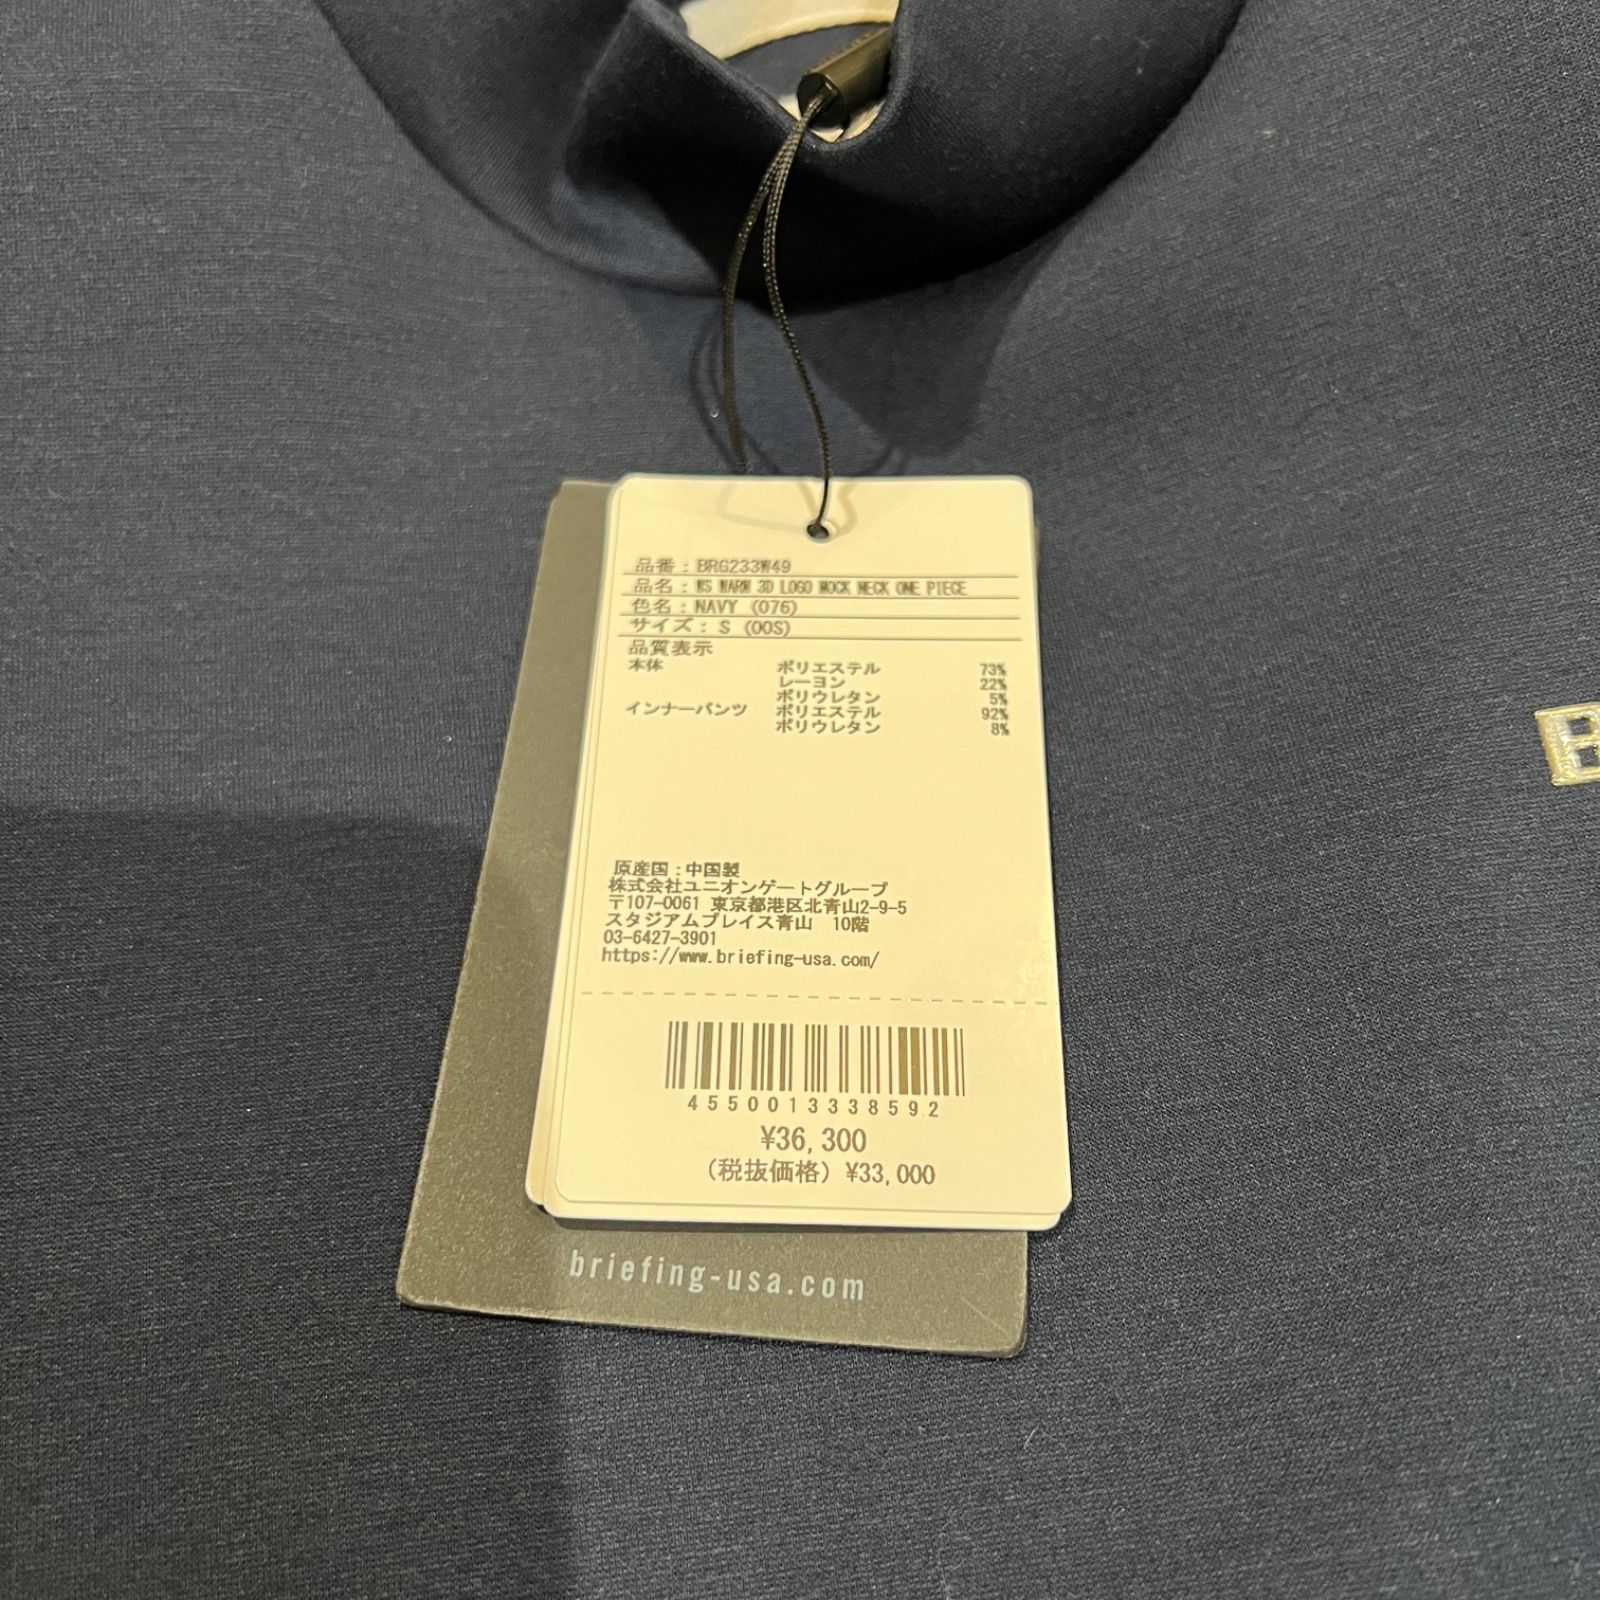 品番：BRG233W49
品名：WS WARM 3D LOGO MOCK NECK ONE PIECE
色名：NAVY (076)
サイズ：S (00S)
品質表示
本体 ポリエステル 73%
レーヨン 22%
ポリウレタン 5%
インナーパンツ ポリエステル 92%
ポリウレタン 8%
原産国：中国製
株式会社ユニオンゲートグループ
〒107-0061 東京都港区北青山2-9-5
スタジアムプレイス青山 10階
03-6427-3901
https://www.briefing-usa.com/
4550013338592
¥36,300
(税抜価格) ¥33,000
briefing-usa.com
B